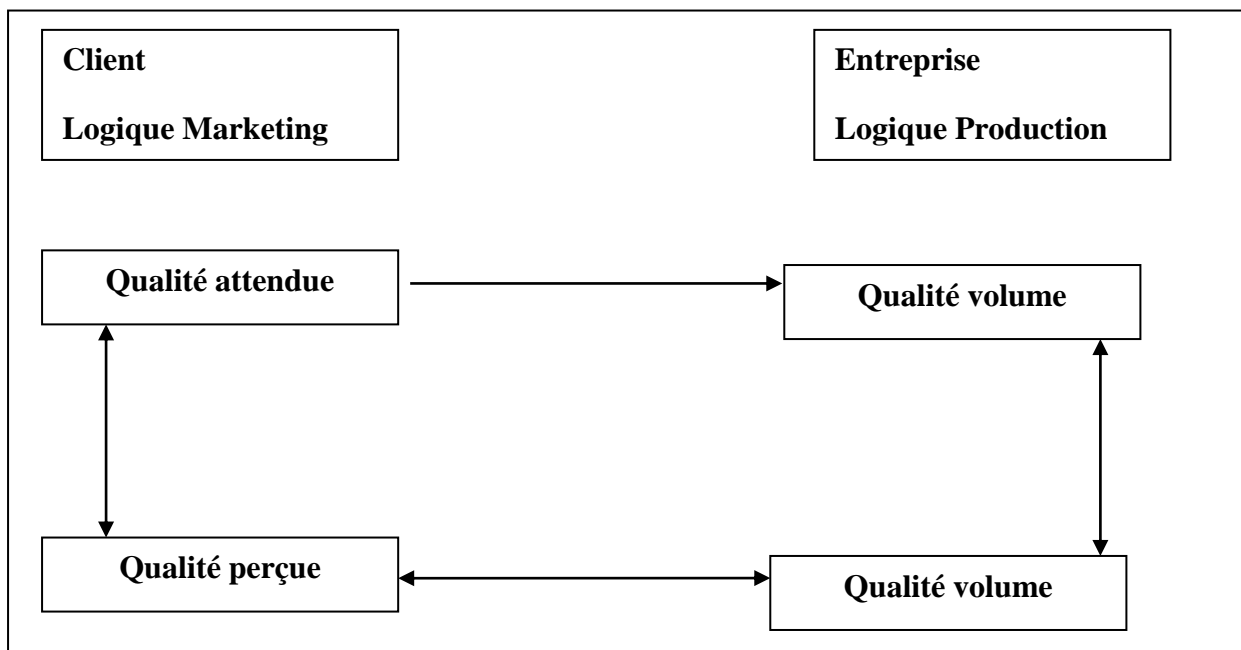 Client
Logique Marketing
Entreprise
Logique Production
Qualité attendue
Qualité volume
Qualité perçue
Qualité volume